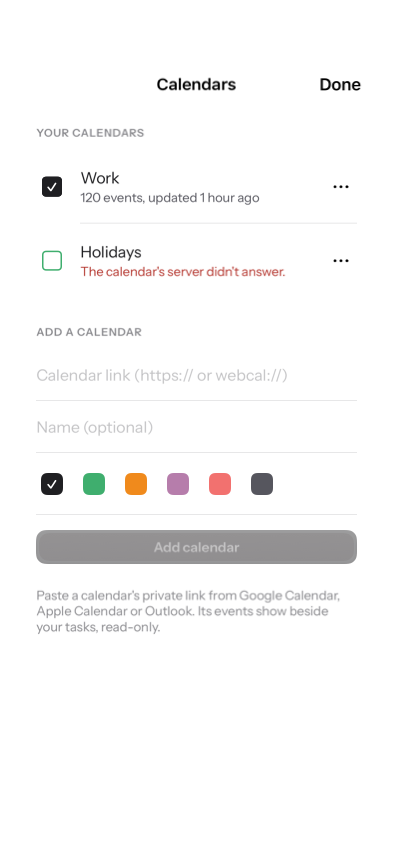 Calendars
Done
YOUR CALENDARS
Work
120 events, updated 1 hour ago
Holidays
The calendar's server didn't answer.
ADD A CALENDAR
Calendar link (https:// or webcal://)
Name (optional)
Add calendar
Paste a calendar's private link from Google Calendar,
Apple Calendar or Outlook. Its events show beside
your tasks, read-only.